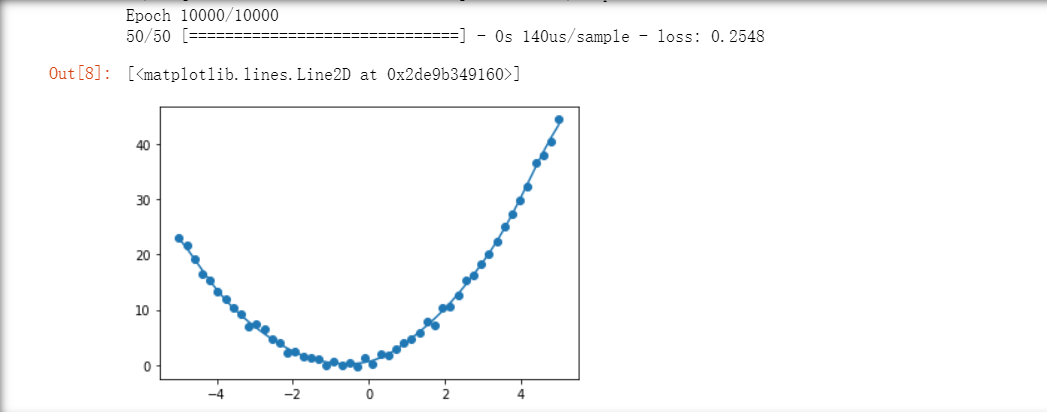 Epoch 10000/10000
50/50 [==============================] - 0s 140us/sample - loss: 0.2548
Out[8]: [<matplotlib.lines.Line2D at 0x2de9b349160>]
40
30
20
10
0
−4 −2 0 2 4